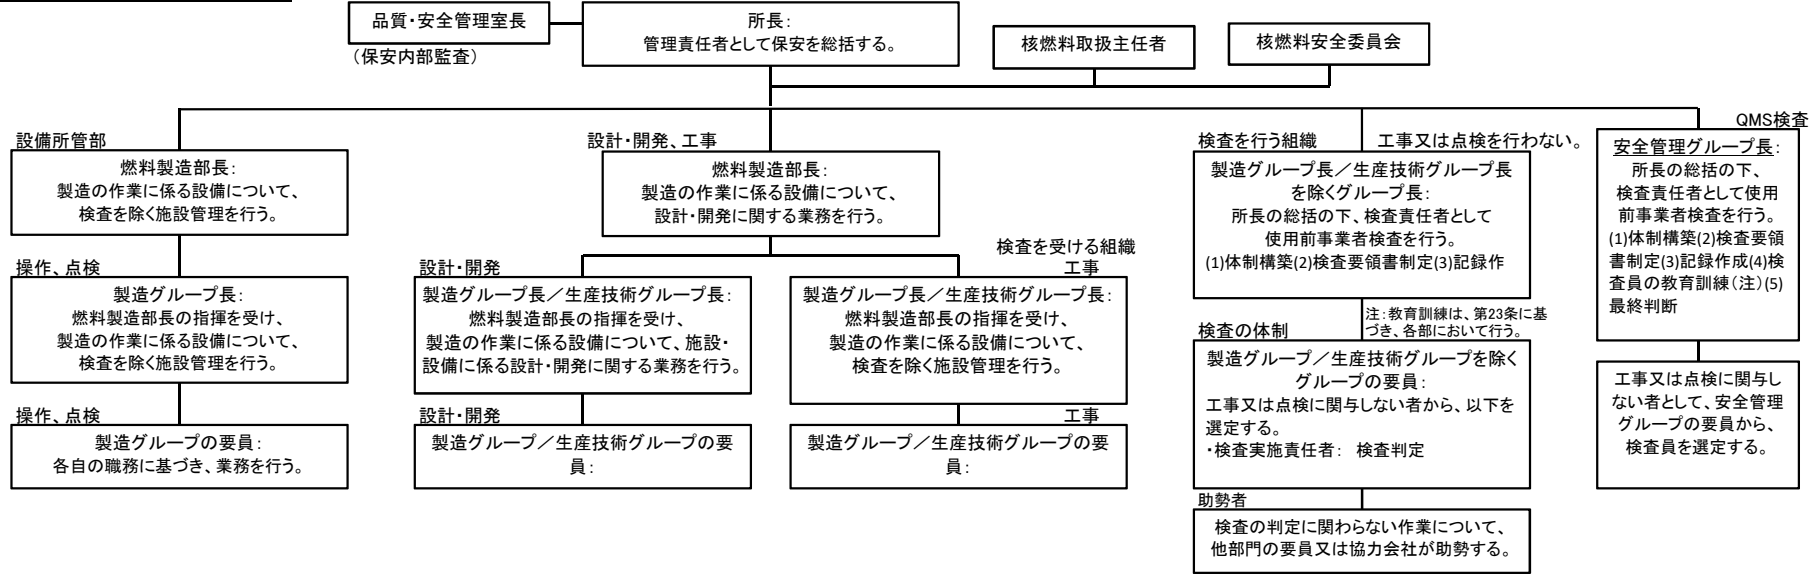 品質・安全管理室長
(保安内部監査)
所長:
管理責任者として保安を総括する。
核燃料取扱主任者
核燃料安全委員会
設備所管部
燃料製造部長:
製造の作業に係る設備について、
検査を除く施設管理を行う。
操作、点検
製造グループ長:
燃料製造部長の指揮を受け、
製造の作業に係る設備について、
検査を除く施設管理を行う。
操作、点検
製造グループの要員:
各自の職務に基づき、業務を行う。
設計・開発、工事
燃料製造部長:
製造の作業に係る設備について、
設計・開発に関する業務を行う。
検査を受ける組織
設計・開発
製造グループ長/生産技術グループ長:
燃料製造部長の指揮を受け、
製造の作業に係る設備について、施設・
設備に係る設計・開発に関する業務を行う。
設計・開発
製造グループ/生産技術グループの要
員:
工事
製造グループ長/生産技術グループ長:
燃料製造部長の指揮を受け、
製造の作業に係る設備について、
検査を除く施設管理を行う。
工事
製造グループ/生産技術グループの要
員:
検査を行う組織
工事又は点検を行わない。
製造グループ長/生産技術グループ長
を除くグループ長:
所長の総括の下、検査責任者として
使用前事業者検査を行う。
(1)体制構築(2)検査要領書制定(3)記録作
注:教育訓練は、第23条に基
づき、各部において行う。
検査の体制
製造グループ/生産技術グループを除く
グループの要員:
工事又は点検に関与しない者から、以下を
選定する。
・検査実施責任者: 検査判定
助勢者
検査の判定に関わらない作業について、
他部門の要員又は協力会社が助勢する。
QMS検査
安全管理グループ長:
所長の総括の下、
検査責任者として使用
前事業者検査を行う。
(1)体制構築(2)検査要領
書制定(3)記録作成(4)検
査員の教育訓練(注)(5)
最終判断
工事又は点検に関与し
ない者として、安全管理
グループの要員から、
検査員を選定する。